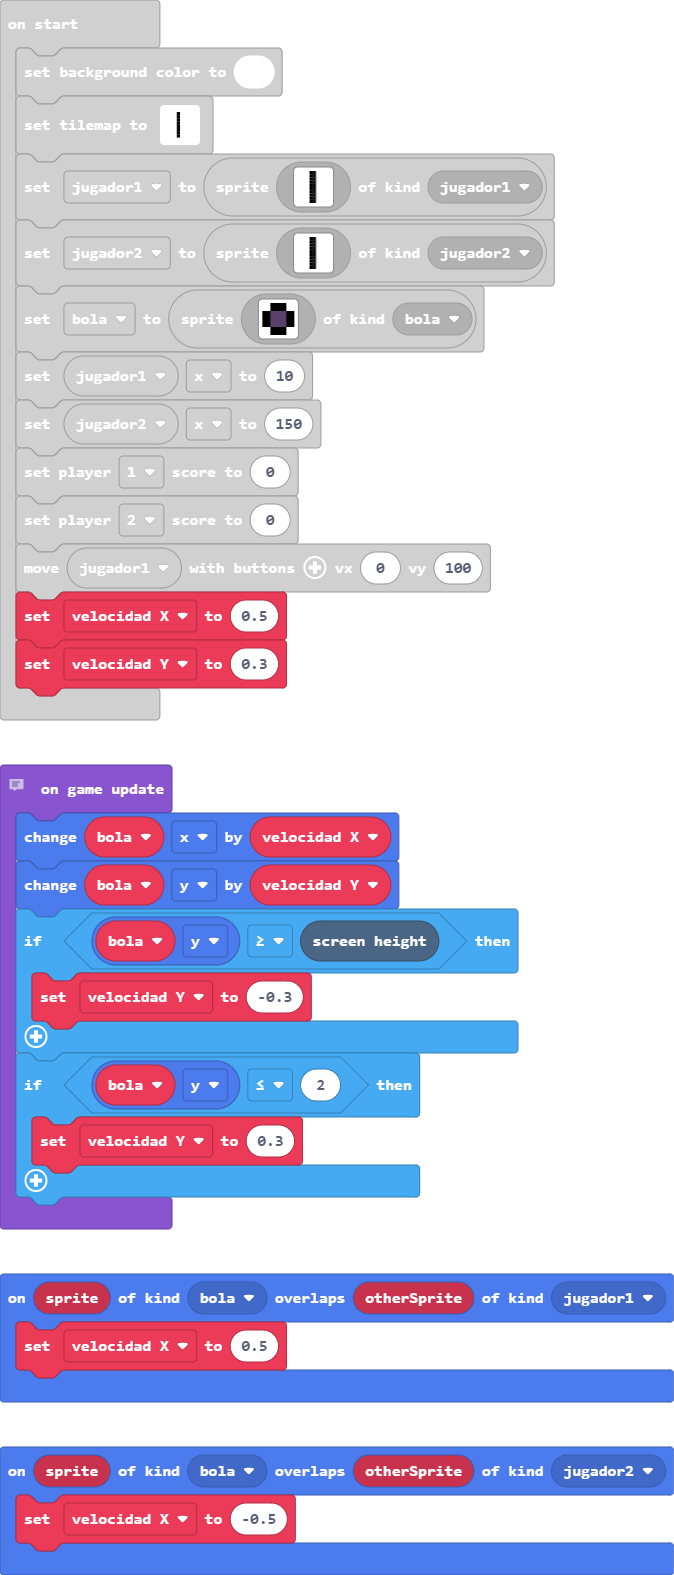 on start
set background color to
set tilemap to
set jugador1 to sprite of kind jugador1
set jugador2 to sprite of kind jugador2
set bola to sprite of kind bola
set jugador1 x to 10
set jugador2 x to 150
set player 1 score to 0
set player 2 score to 0
move jugador1 with buttons vx 0 vy 100
set velocidad X to 0.5
set velocidad Y to 0.3
on game update
change bola x by velocidad X
change bola y by velocidad Y
if bola y ≥ screen height then
set velocidad Y to -0.3
if bola y ≤ 2 then
set velocidad Y to 0.3
on sprite of kind bola overlaps otherSprite of kind jugador1
set velocidad X to 0.5
on sprite of kind bola overlaps otherSprite of kind jugador2
set velocidad X to -0.5